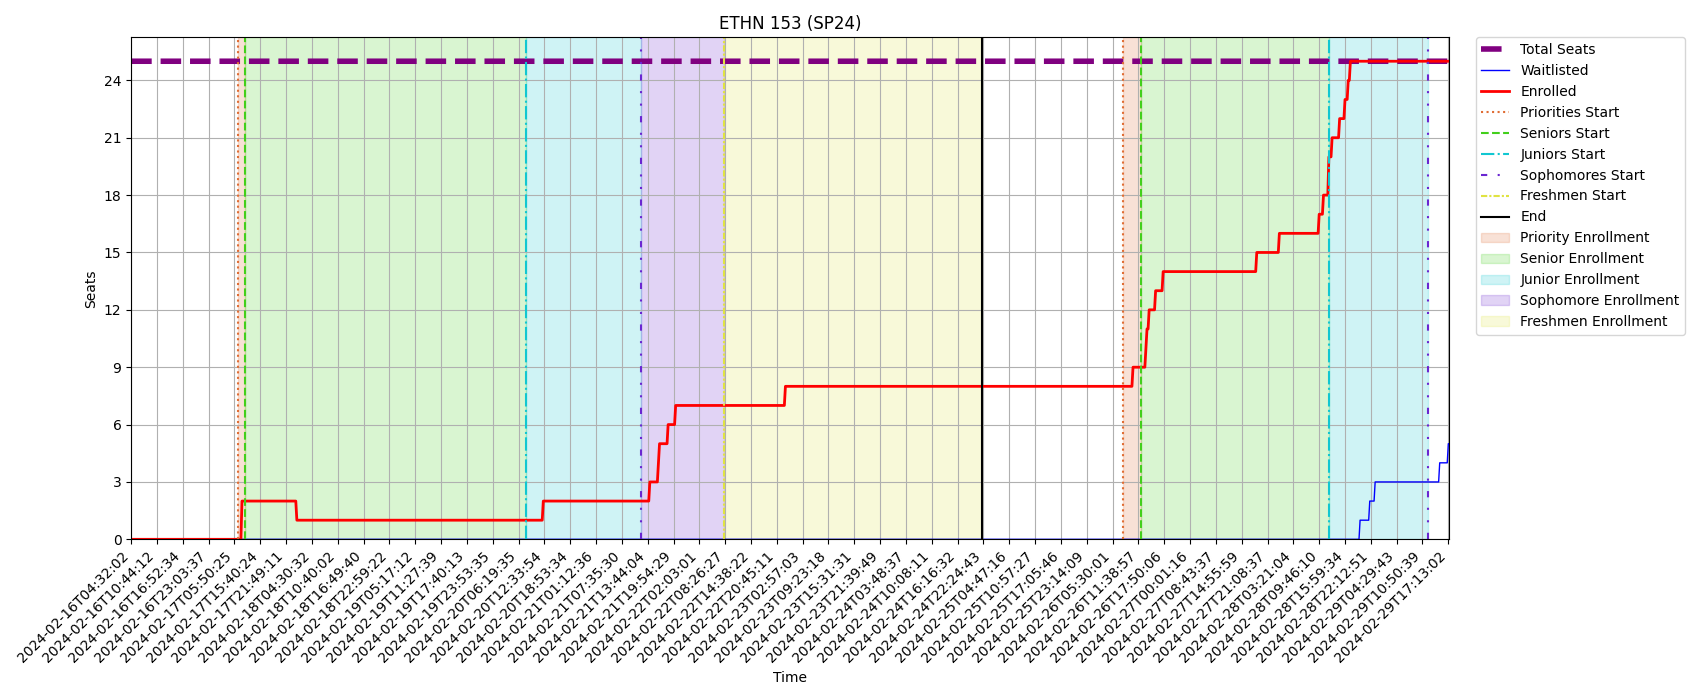 ETHN 153 (SP24)
Total Seats
Waitlisted
Enrolled
Priorities Start
Seniors Start
Juniors Start
Sophomores Start
Freshmen Start
End
Priority Enrollment
Senior Enrollment
Junior Enrollment
Sophomore Enrollment
Freshmen Enrollment
Seats
24
21
18
15
12
9
6
3
0
2024-02-16T04:32:02
2024-02-16T10:44:12
2024-02-16T16:52:34
2024-02-16T23:03:37
2024-02-17T05:50:25
2024-02-17T15:40:24
2024-02-17T21:49:11
2024-02-18T04:30:32
2024-02-18T10:40:02
2024-02-18T16:49:40
2024-02-18T22:59:22
2024-02-19T05:17:12
2024-02-19T11:27:39
2024-02-19T17:40:13
2024-02-19T23:53:35
2024-02-20T06:19:35
2024-02-20T12:33:54
2024-02-20T18:53:34
2024-02-21T01:12:36
2024-02-21T07:35:30
2024-02-21T13:44:04
2024-02-21T19:54:29
2024-02-22T02:03:01
2024-02-22T08:26:27
2024-02-22T14:38:22
2024-02-22T20:45:11
2024-02-23T02:57:03
2024-02-23T09:23:18
2024-02-23T15:31:31
2024-02-23T21:39:49
2024-02-24T03:48:37
2024-02-24T10:08:11
2024-02-24T16:16:32
2024-02-24T22:24:43
2024-02-25T04:47:16
2024-02-25T10:57:27
2024-02-25T17:05:46
2024-02-25T23:14:09
2024-02-26T05:30:01
2024-02-26T11:38:57
2024-02-26T17:50:06
2024-02-27T00:01:16
2024-02-27T08:43:37
2024-02-27T14:55:59
2024-02-27T21:08:37
2024-02-28T03:21:04
2024-02-28T09:46:10
2024-02-28T15:59:34
2024-02-28T22:12:51
2024-02-29T04:29:43
2024-02-29T10:50:39
2024-02-29T17:13:02
Time